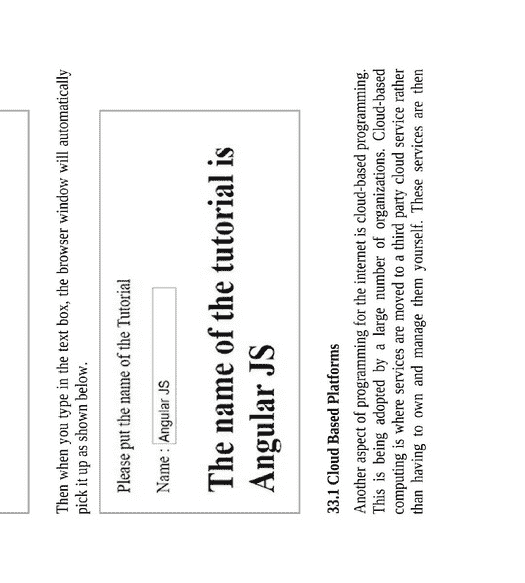 Then when you type in the text box, the browser window will automatically
pick it up as shown below.
Please put the name of the Tutorial
Name : Angular JS
The name of the tutorial is
Angular JS
33.1 Cloud Based Platforms
Another aspect of programming for the internet is cloud-based programming.
This is being adopted by a large number of organizations. Cloud-based
computing is where services are moved to a third party cloud service rather
than having to own and manage them yourself. These services are then